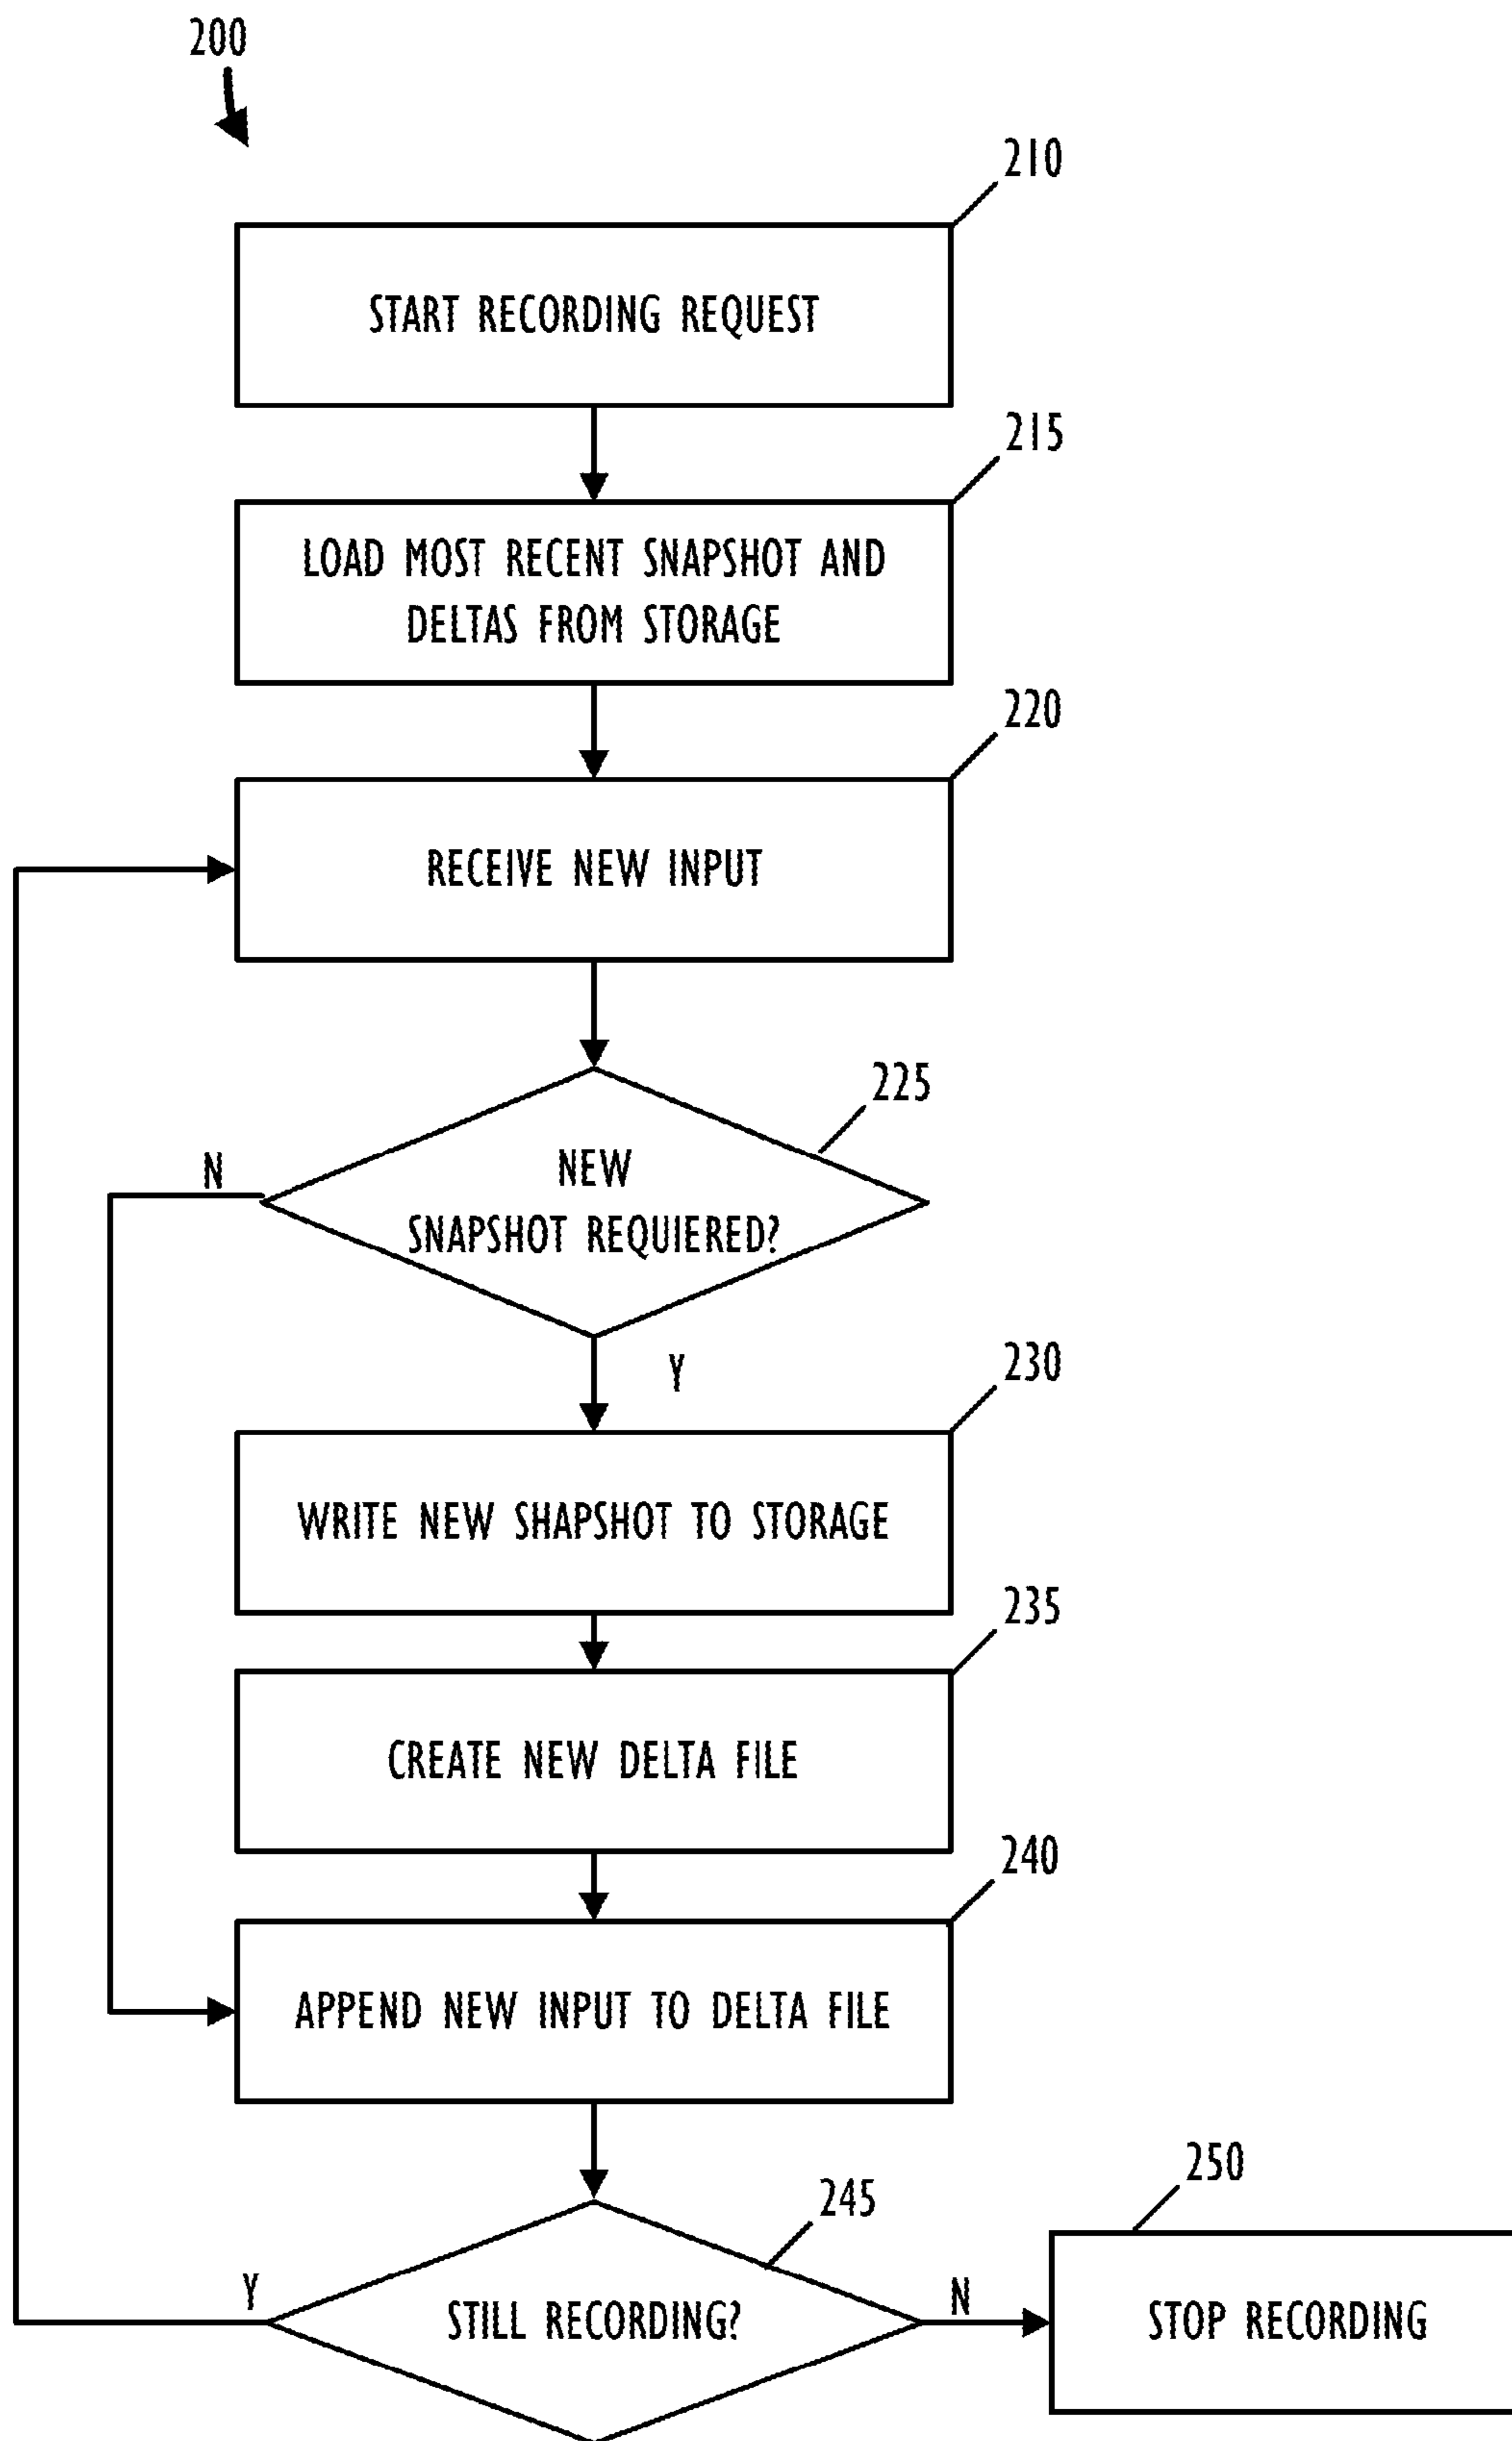 200
210
START RECORDING REQUEST
215
LOAD MOST RECENT SNAPSHOT AND
DELTAS FROM STORAGE
220
RECEIVE NEW INPUT
225
N
NEW
SNAPSHOT REQUIERED?
Y
230
WRITE NEW SHAPSHOT TO STORAGE
235
CREATE NEW DELTA FILE
240
APPEND NEW INPUT TO DELTA FILE
245
250
Y
STILL RECORDING?
N
STOP RECORDING